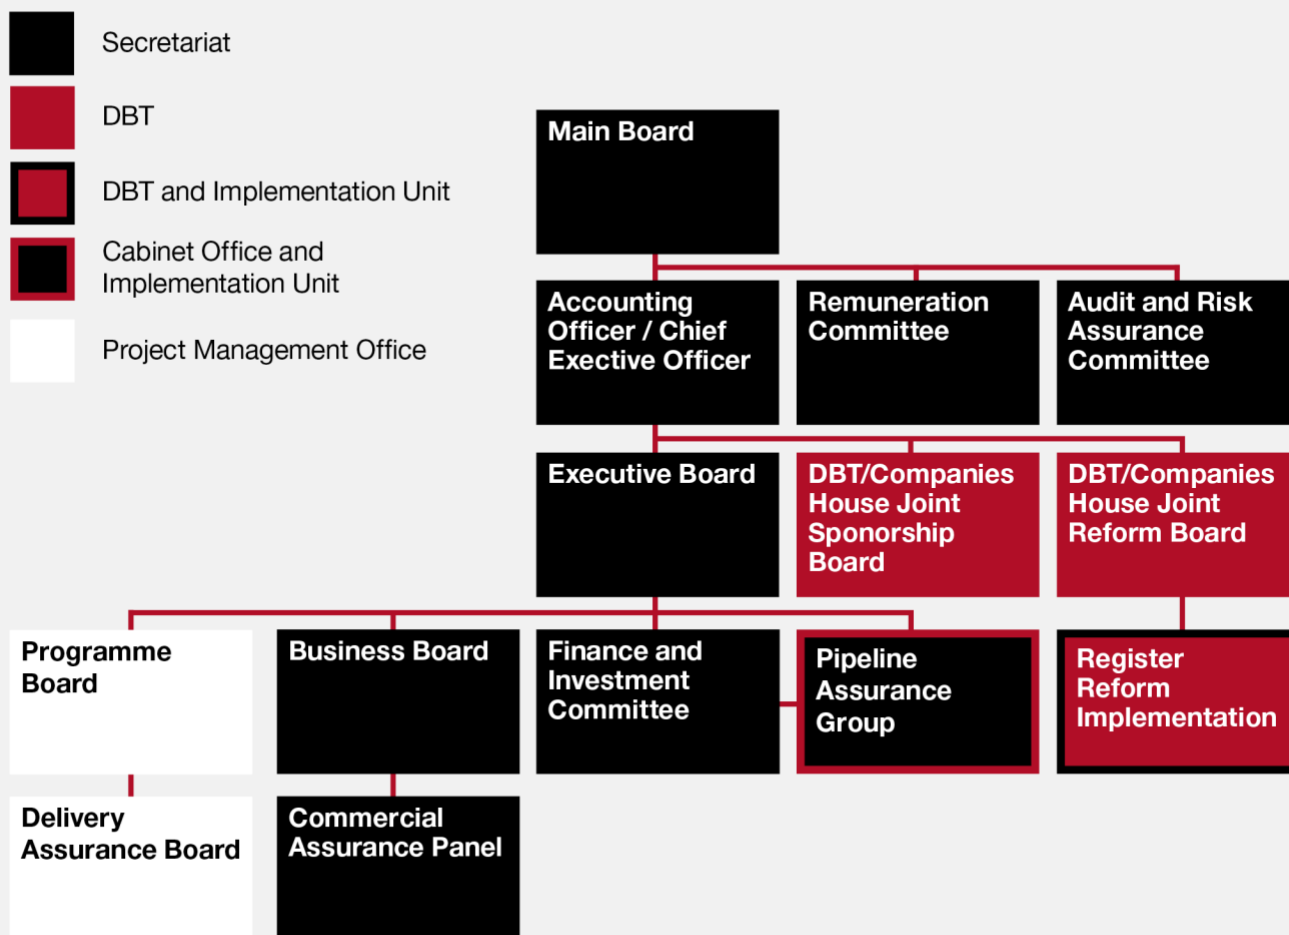 Secretariat
DBT
DBT and Implementation Unit
Cabinet Office and
Implementation Unit
Project Management Office
Main Board
Accounting
Officer / Chief
Exective Officer
Remuneration
Committee
Audit and Risk
Assurance
Committee
Executive Board
DBT/Companies
House Joint
Sponorship
Board
DBT/Companies
House Joint
Reform Board
Programme
Board
Business Board
Finance and
Investment
Committee
Pipeline
Assurance
Group
Register
Reform
Implementation
Delivery
Assurance Board
Commercial
Assurance Panel